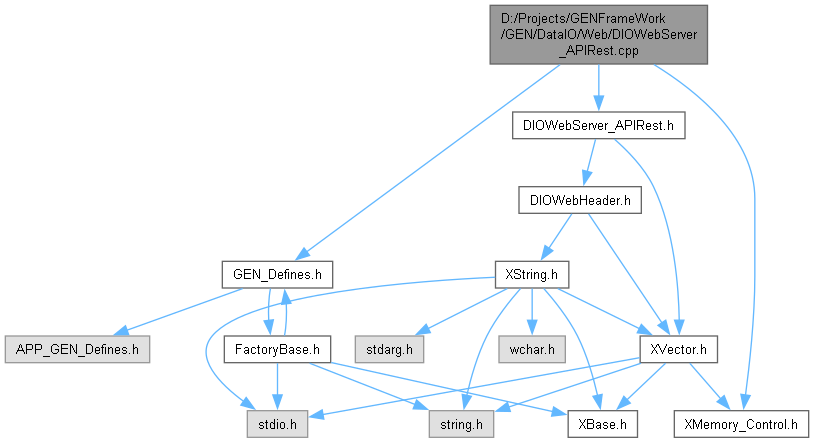 D:/Projects/GENFrameWork
/GEN/DataIO/Web/DIOWebServer
_APIRest.cpp
DIOWebServer_APIRest.h
DIOWebHeader.h
GEN_Defines.h
XString.h
APP_GEN_Defines.h
FactoryBase.h
stdarg.h
wchar.h
XVector.h
stdio.h
string.h
XBase.h
XMemory_Control.h